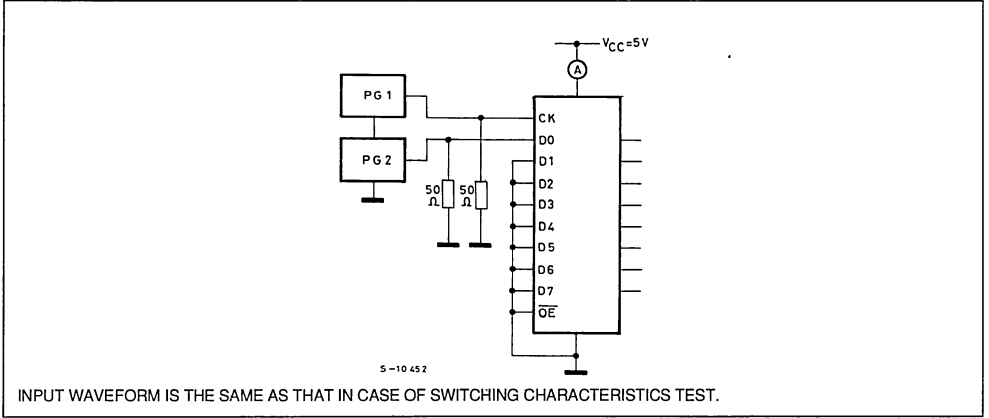 VCC=5V
A
PG 1
CK
D0
PG 2
D1
50 Ω
50 Ω
D2
D3
D4
D5
D6
D7
OE
S-10452
INPUT WAVEFORM IS THE SAME AS THAT IN CASE OF SWITCHING CHARACTERISTICS TEST.